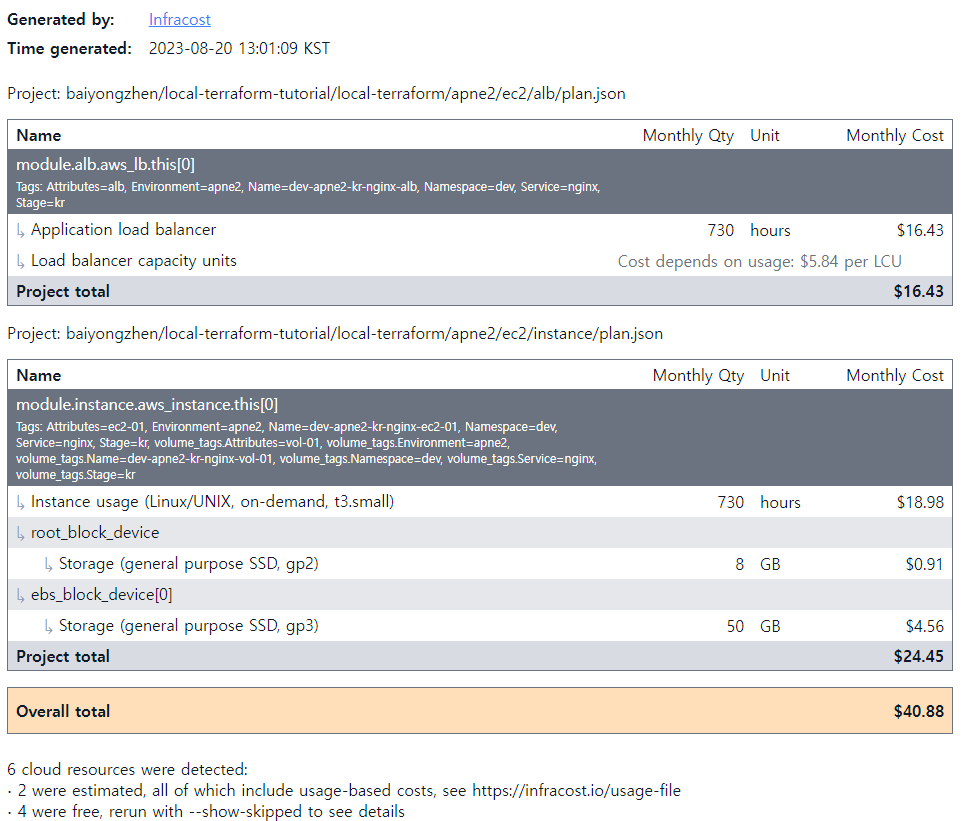 Generated by: Infracost
Time generated: 2023-08-20 13:01:09 KST
Project: baiyongzhen/local-terraform-tutorial/local-terraform/apne2/ec2/alb/plan.json
Name Monthly Qty Unit Monthly Cost
module.alb.aws_lb.this[0]
Tags: Attributes=alb, Environment=apne2, Name=dev-apne2-kr-nginx-alb, Namespace=dev, Service=nginx,
Stage=kr
↳ Application load balancer 730 hours $16.43
↳ Load balancer capacity units Cost depends on usage: $5.84 per LCU
Project total $16.43
Project: baiyongzhen/local-terraform-tutorial/local-terraform/apne2/ec2/instance/plan.json
Name Monthly Qty Unit Monthly Cost
module.instance.aws_instance.this[0]
Tags: Attributes=ec2-01, Environment=apne2, Name=dev-apne2-kr-nginx-ec2-01, Namespace=dev,
Service=nginx, Stage=kr, volume_tags.Attributes=vol-01, volume_tags.Environment=apne2,
volume_tags.Name=dev-apne2-kr-nginx-vol-01, volume_tags.Namespace=dev, volume_tags.Service=nginx,
volume_tags.Stage=kr
↳ Instance usage (Linux/UNIX, on-demand, t3.small) 730 hours $18.98
↳ root_block_device
↳ Storage (general purpose SSD, gp2) 8 GB $0.91
↳ ebs_block_device[0]
↳ Storage (general purpose SSD, gp3) 50 GB $4.56
Project total $24.45
Overall total $40.88
6 cloud resources were detected:
∙ 2 were estimated, all of which include usage-based costs, see https://infracost.io/usage-file
∙ 4 were free, rerun with --show-skipped to see details